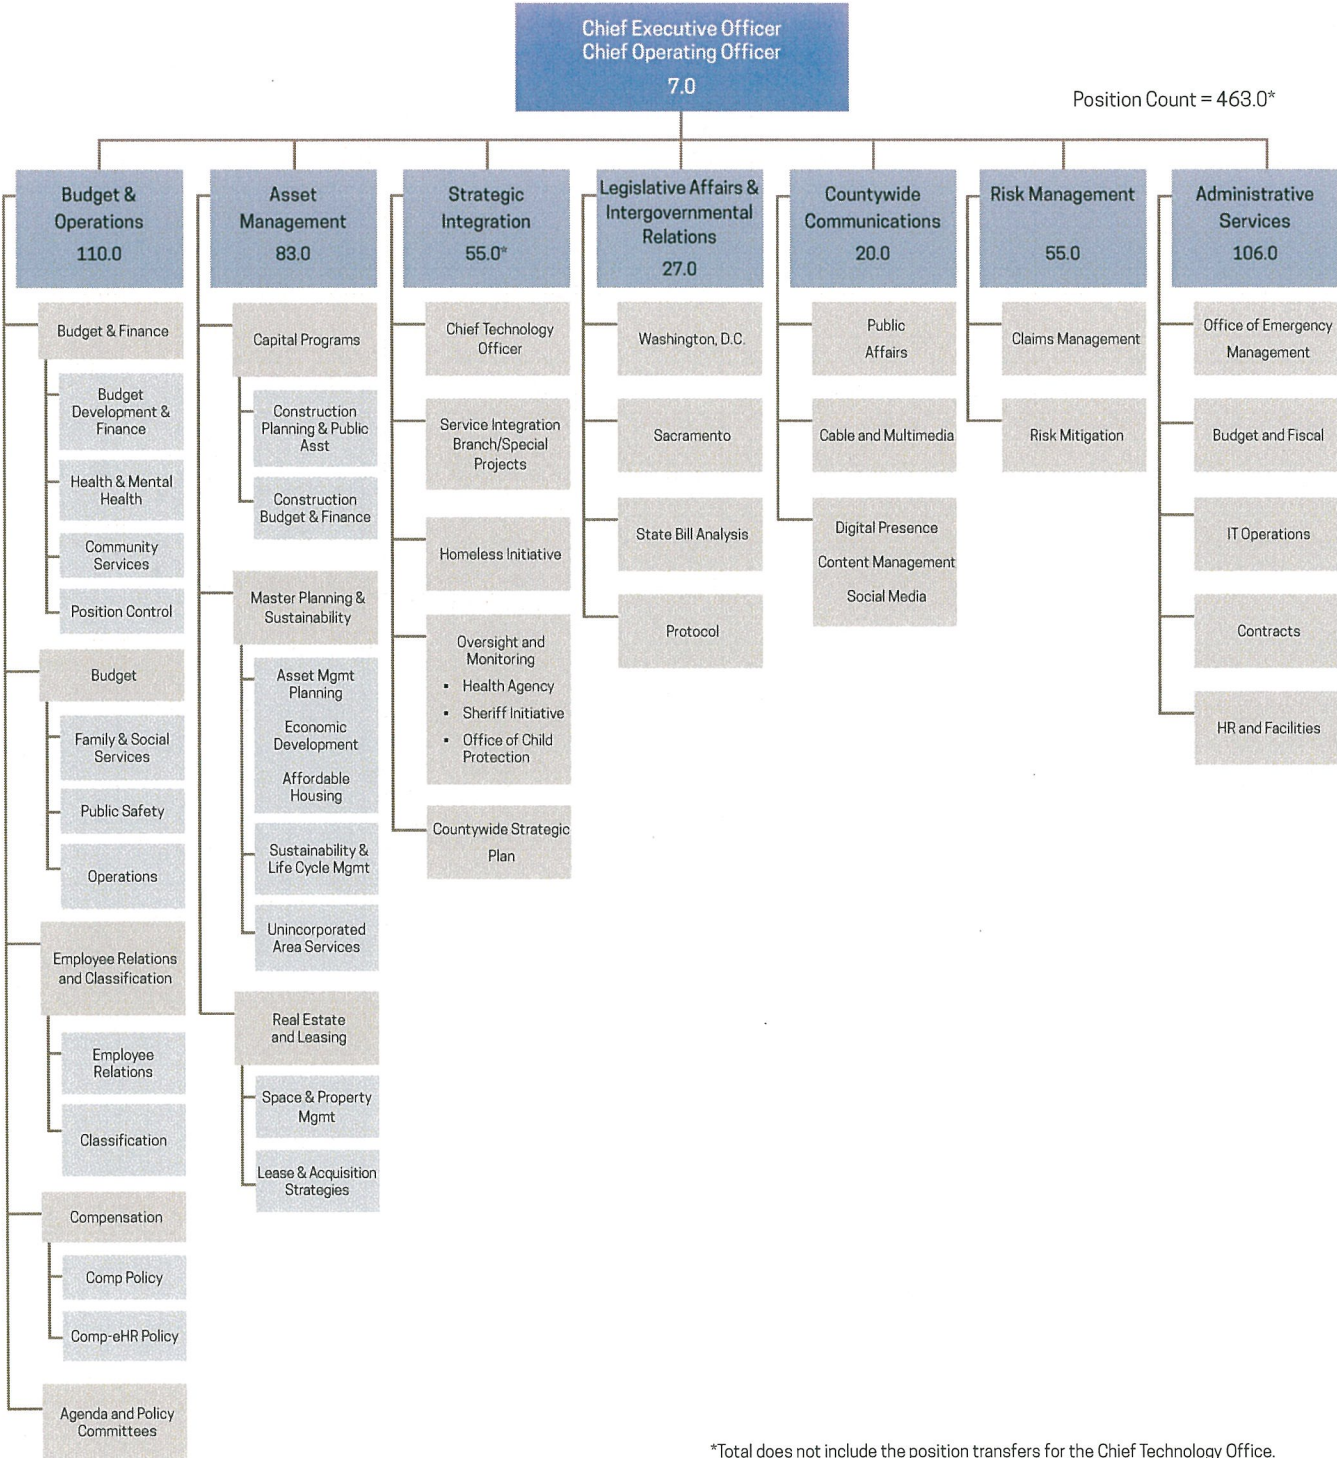 Chief Executive Officer
Chief Operating Officer
7.0
Position Count = 463.0*
Budget &
Operations
110.0
Budget & Finance
Budget
Development &
Finance
Health & Mental
Health
Community
Services
Position Control
Budget
Family & Social
Services
Public Safety
Operations
Employee Relations
and Classification
Employee
Relations
Classification
Compensation
Comp Policy
Comp-eHR Policy
Agenda and Policy
Committees
Asset
Management
83.0
Capital Programs
Construction
Planning & Public
Asst
Construction
Budget & Finance
Master Planning &
Sustainability
Asset Mgmt
Planning
Economic
Development
Affordable
Housing
Sustainability &
Life Cycle Mgmt
Unincorporated
Area Services
Real Estate
and Leasing
Space & Property
Mgmt
Lease & Acquisition
Strategies
Strategic
Integration
55.0*
Chief Technology
Officer
Service Integration
Branch/Special
Projects
Homeless Initiative
Oversight and
Monitoring
▪ Health Agency
▪ Sheriff Initiative
▪ Office of Child
Protection
Countywide Strategic
Plan
Legislative Affairs &
Intergovernmental
Relations
27.0
Washington, D.C.
Sacramento
State Bill Analysis
Protocol
Countywide
Communications
20.0
Public
Affairs
Cable and Multimedia
Digital Presence
Content Management
Social Media
Risk Management
55.0
Claims Management
Risk Mitigation
Administrative
Services
106.0
Office of Emergency
Management
Budget and Fiscal
IT Operations
Contracts
HR and Facilities
*Total does not include the position transfers for the Chief Technology Office.